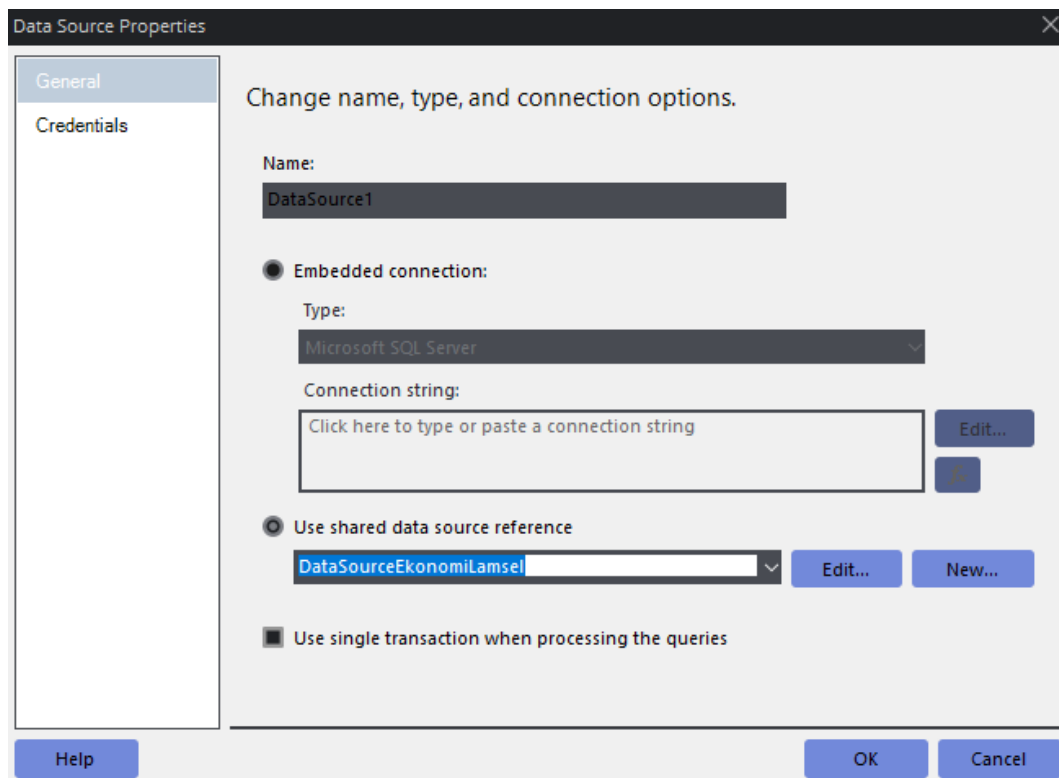 Data Source Properties
General
Credentials
Change name, type, and connection options.
Name:
DataSource1
Embedded connection:
Type:
Microsoft SQL Server
Connection string:
Click here to type or paste a connection string
Edit...
Use shared data source reference
DataSourceEkonomiLamsel
Edit...
New...
Use single transaction when processing the queries
Help
OK
Cancel